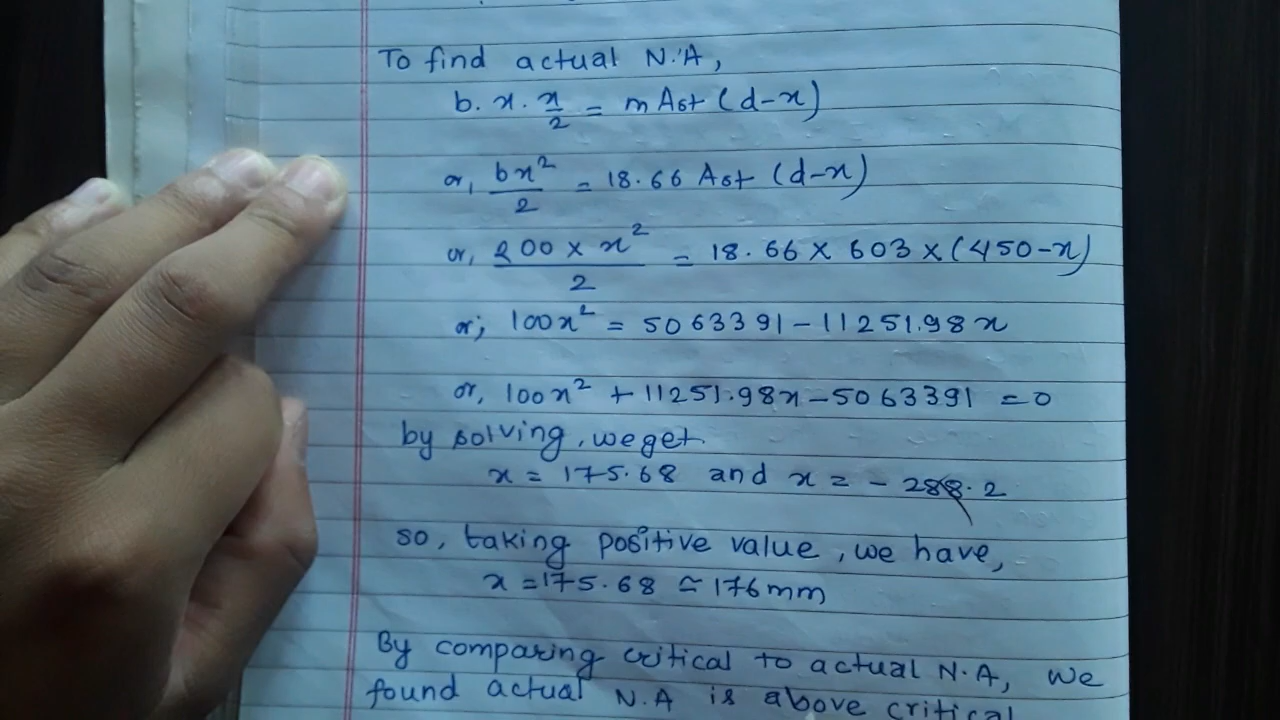 To find actual N.A,
b. x. x/2 = m Ast (d-x)
or, bx²/2 = 18.66 Ast (d-x)
or, 200 × x²/2 = 18.66 × 603 × (450-x)
or, 100x² = 5063391 - 11251.98x
or, 100x² + 11251.98x - 5063391 = 0
by solving, we get
x = 175.68 and x = - 288.2
so, taking positive value, we have,
x = 175.68 ≃ 176mm
By comparing critical to actual N.A, we
found actual N.A is above critical